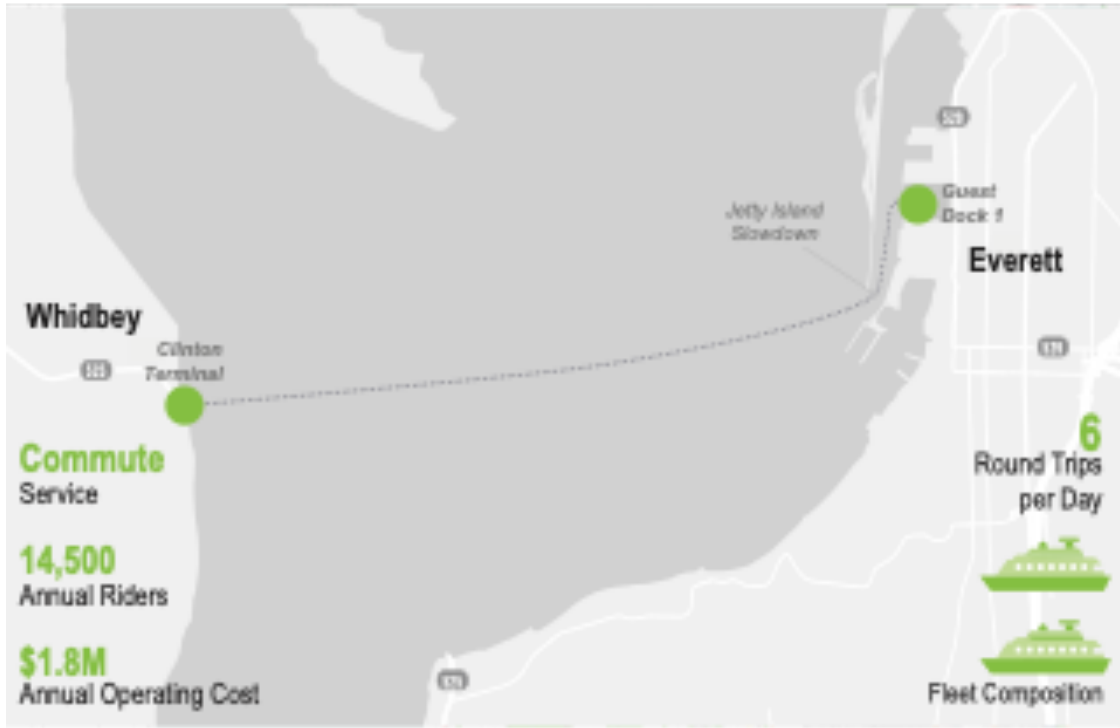 Jetty Island
Slowdown
Guest
Dock 1
Everett
Whidbey
Clinton
Terminal
Commute
Service
14,500
Annual Riders
$1.8M
Annual Operating Cost
6
Round Trips
per Day
Fleet Composition